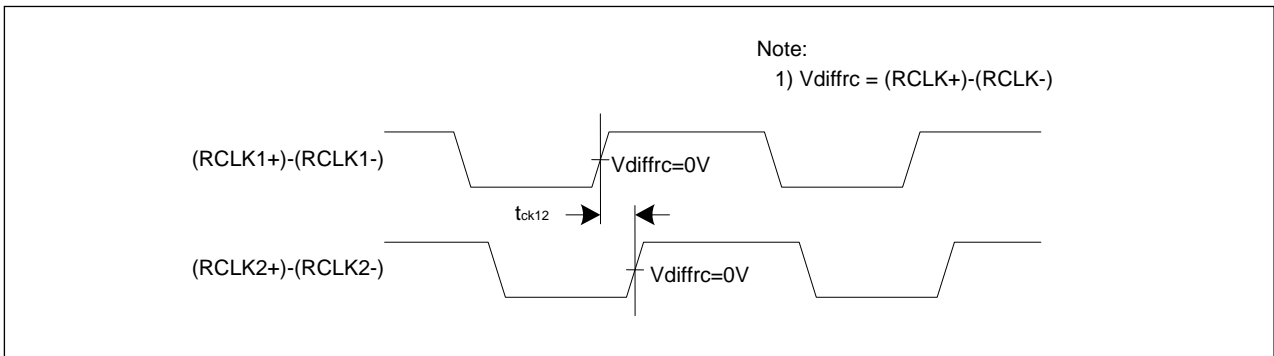 Note:
1) Vdiffrc = (RCLK+)-(RCLK-)
(RCLK1+)-(RCLK1-)
Vdiffrc=0V
tck12
(RCLK2+)-(RCLK2-)
Vdiffrc=0V